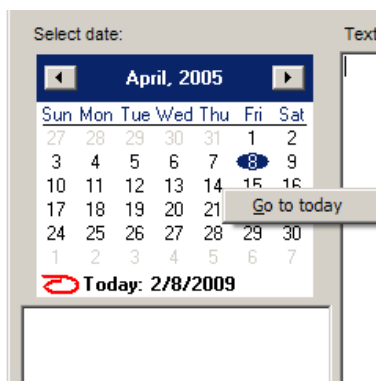 Select date:
Text
April, 2005
Sun Mon Tue Wed Thu Fri Sat
27 28 29 30 31 1 2
3 4 5 6 7 8 9
10 11 12 13 14 15 16
17 18 19 20 21 Go to today
24 25 26 27 28 29 30
1 2 3 4 5 6 7
Today: 2/8/2009